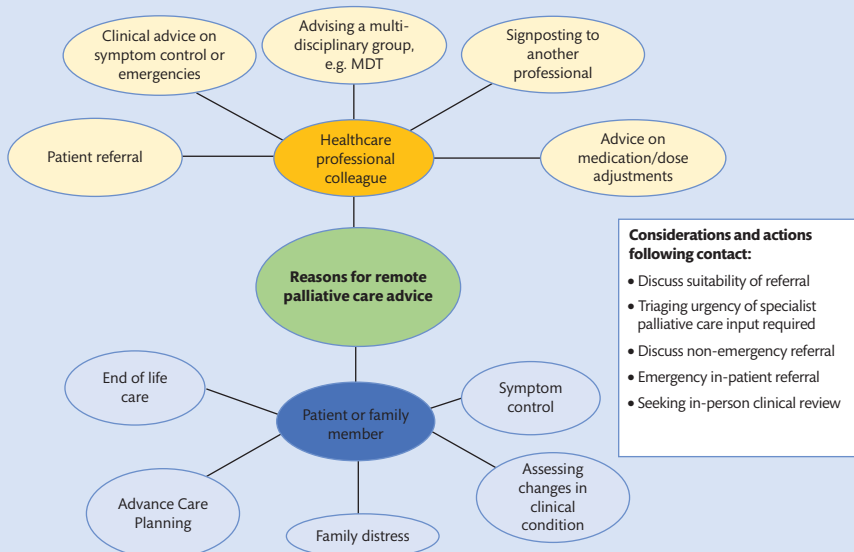 Clinical advice on
symptom control or
emergencies
Advising a multi-
disciplinary group,
e.g. MDT
Signposting to
another
professional
Patient referral
Healthcare
professional
colleague
Advice on
medication/dose
adjustments
Reasons for remote
palliative care advice
Considerations and actions
following contact:
• Discuss suitability of referral
• Triaging urgency of specialist
palliative care input required
• Discuss non-emergency referral
• Emergency in-patient referral
• Seeking in-person clinical review
End of life
care
Patient or family
member
Symptom
control
Advance Care
Planning
Family distress
Assessing
changes in
clinical
condition